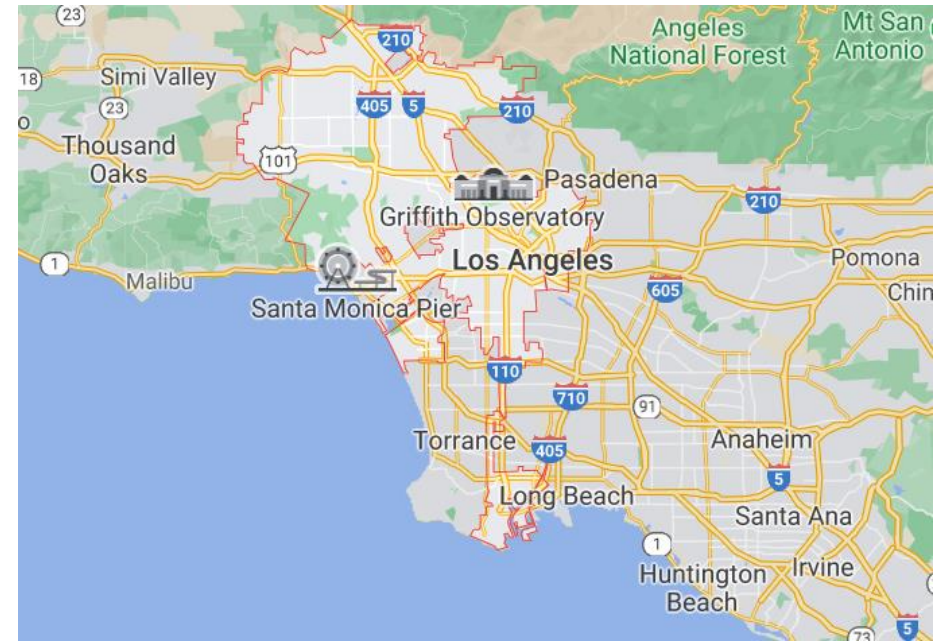 23
Angeles
National Forest
Mt San
Antonio
210
18
Simi Valley
405
5
210
23
o
Thousand
Oaks
101
Pasadena
210
Griffith Observatory
1
Malibu
Los Angeles
Pomona
605
Chin
Santa Monica Pier
110
710
91
Torrance
405
Anaheim
5
Long Beach
Santa Ana
1
Huntington
Beach
Irvine
5
73